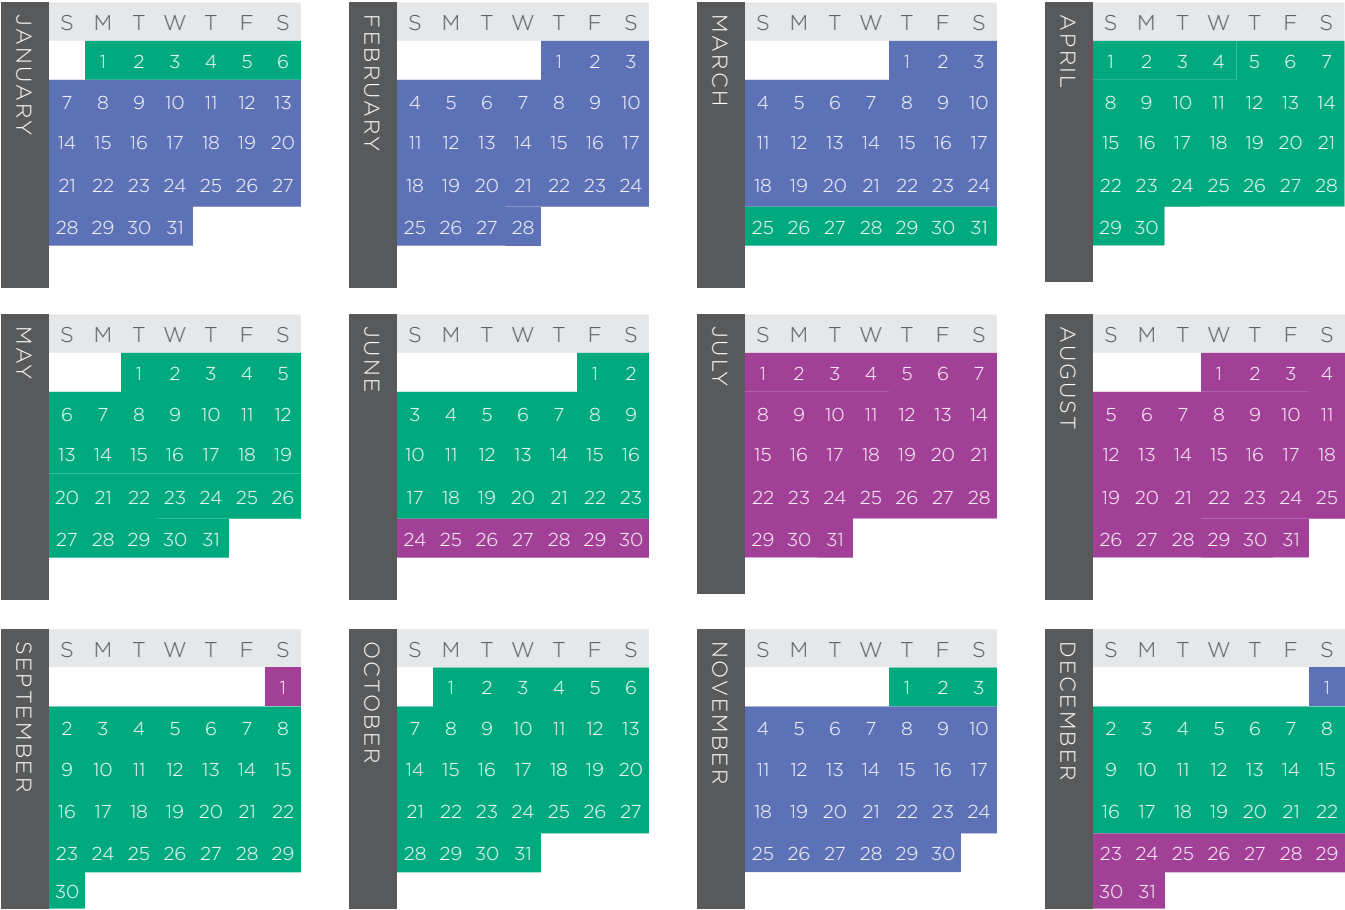 JANUARY
S M T W T F S
1 2 3 4 5 6
7 8 9 10 11 12 13
14 15 16 17 18 19 20
21 22 23 24 25 26 27
28 29 30 31
FEBRUARY
S M T W T F S
1 2 3
4 5 6 7 8 9 10
11 12 13 14 15 16 17
18 19 20 21 22 23 24
25 26 27 28
MARCH
S M T W T F S
1 2 3
4 5 6 7 8 9 10
11 12 13 14 15 16 17
18 19 20 21 22 23 24
25 26 27 28 29 30 31
APRIL
S M T W T F S
1 2 3 4 5 6 7
8 9 10 11 12 13 14
15 16 17 18 19 20 21
22 23 24 25 26 27 28
29 30
MAY
S M T W T F S
1 2 3 4 5
6 7 8 9 10 11 12
13 14 15 16 17 18 19
20 21 22 23 24 25 26
27 28 29 30 31
JUNE
S M T W T F S
1 2
3 4 5 6 7 8 9
10 11 12 13 14 15 16
17 18 19 20 21 22 23
24 25 26 27 28 29 30
JULY
S M T W T F S
1 2 3 4 5 6 7
8 9 10 11 12 13 14
15 16 17 18 19 20 21
22 23 24 25 26 27 28
29 30 31
AUGUST
S M T W T F S
1 2 3 4
5 6 7 8 9 10 11
12 13 14 15 16 17 18
19 20 21 22 23 24 25
26 27 28 29 30 31
SEPTEMBER
S M T W T F S
1
2 3 4 5 6 7 8
9 10 11 12 13 14 15
16 17 18 19 20 21 22
23 24 25 26 27 28 29
30
OCTOBER
S M T W T F S
1 2 3 4 5 6
7 8 9 10 11 12 13
14 15 16 17 18 19 20
21 22 23 24 25 26 27
28 29 30 31
NOVEMBER
S M T W T F S
1 2 3
4 5 6 7 8 9 10
11 12 13 14 15 16 17
18 19 20 21 22 23 24
25 26 27 28 29 30
DECEMBER
S M T W T F S
1
2 3 4 5 6 7 8
9 10 11 12 13 14 15
16 17 18 19 20 21 22
23 24 25 26 27 28 29
30 31